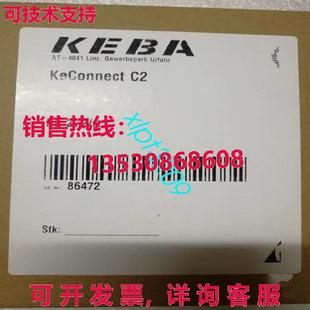 可技术支持
KEBA
AT-4041 Linz, Gewerbepark Urfahr
KeConnect C2
销售热线:
13530868608
86472
Stk:
可开发票,详询客服